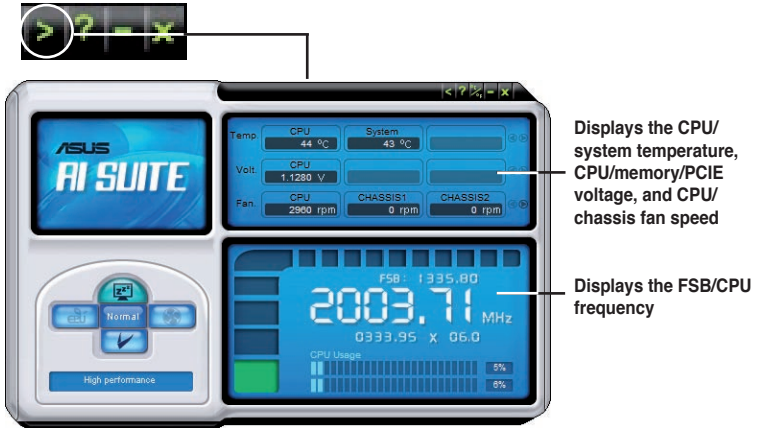 > ? - x
< ? °C/°F - x
ASUS
AI SUITE
Temp.
CPU
44 °C
System
43 °C
Volt.
CPU
1.1280 V
Fan.
CPU
2960 rpm
CHASSIS1
0 rpm
CHASSIS2
0 rpm
Displays the CPU/
system temperature,
CPU/memory/PCIE
voltage, and CPU/
chassis fan speed
FSB: 1335.80
2003.71 MHz
0333.95 x 06.0
CPU Usage
5%
6%
Displays the FSB/CPU
frequency
Normal
High performance